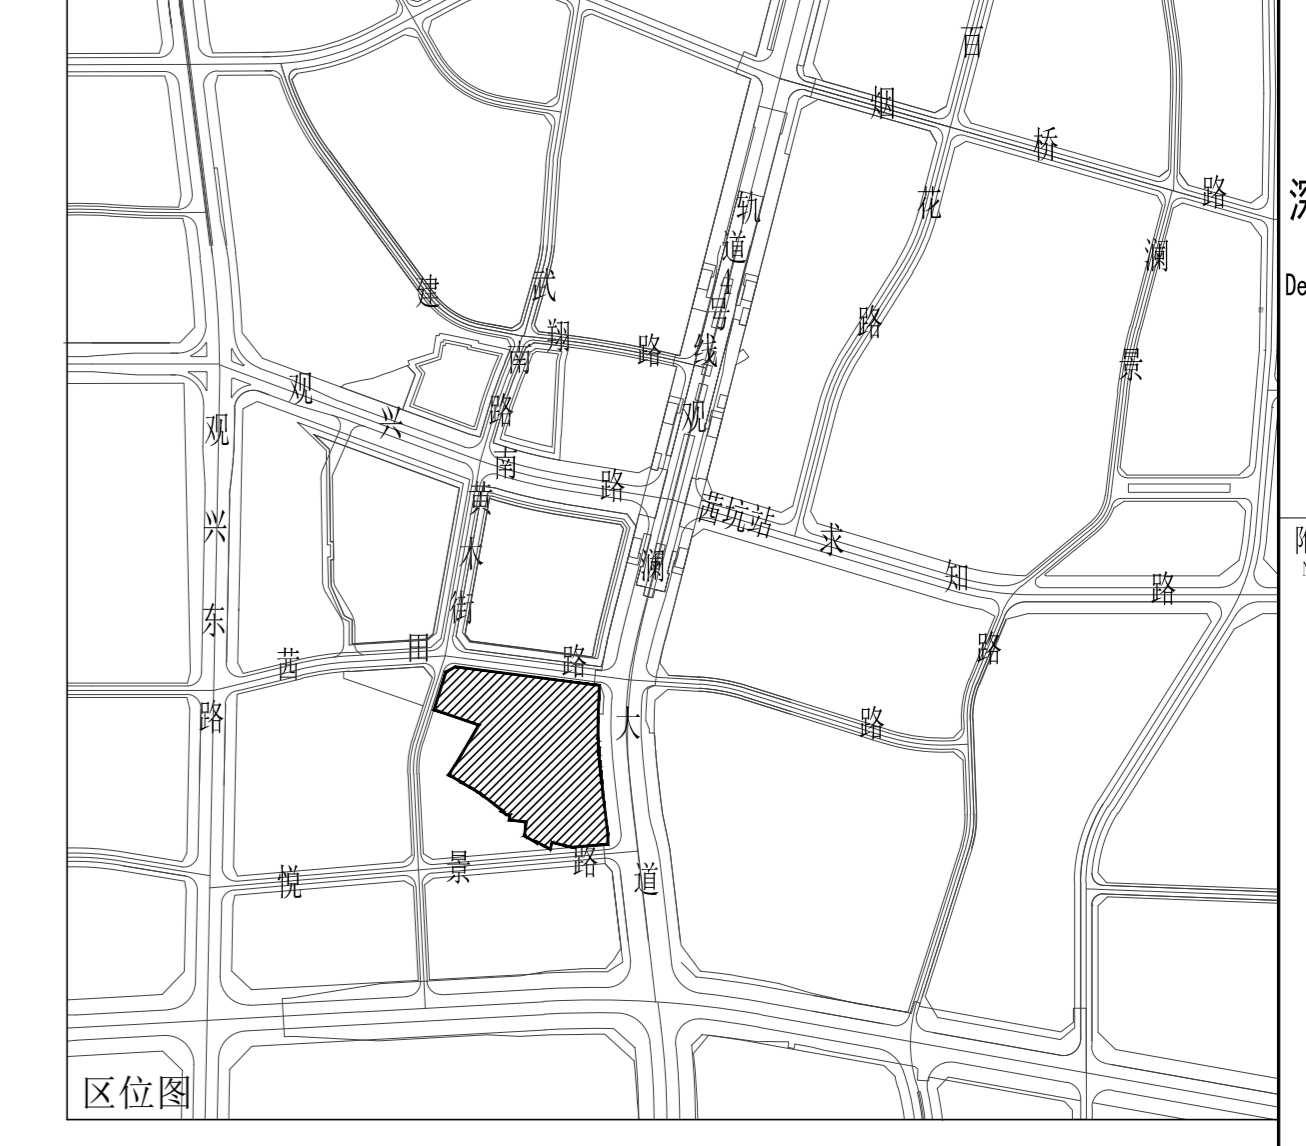 百花路
烟桥路
澜景路
轨道4号线
建翔路
武南路
观兴南路
观澜大道
观兴东路
黄木街
茜坑站
求知路
茜田路
路
悦景路
区位图
De